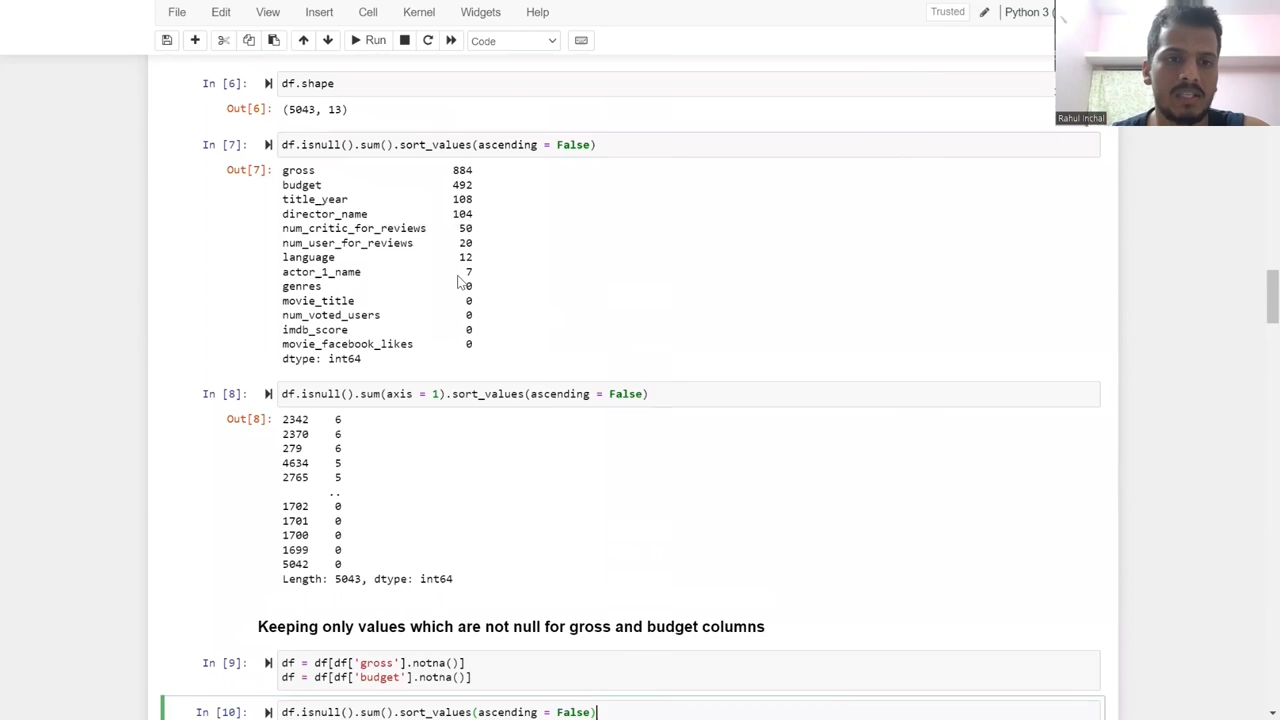 File Edit View Insert Cell Kernel Widgets Help Trusted Python 3 (
Run Code
Rahul Inchal
In [6]: df.shape
Out[6]: (5043, 13)
In [7]: df.isnull().sum().sort_values(ascending = False)
Out[7]: gross 884
budget 492
title_year 108
director_name 104
num_critic_for_reviews 50
num_user_for_reviews 20
language 12
actor_1_name 7
genres 0
movie_title 0
num_voted_users 0
imdb_score 0
movie_facebook_likes 0
dtype: int64
In [8]: df.isnull().sum(axis = 1).sort_values(ascending = False)
Out[8]: 2342 6
2370 6
279 6
4634 5
2765 5
..
1702 0
1701 0
1700 0
1699 0
5042 0
Length: 5043, dtype: int64
Keeping only values which are not null for gross and budget columns
In [9]: df = df[df['gross'].notna()]
df = df[df['budget'].notna()]
In [10]: df.isnull().sum().sort_values(ascending = False)